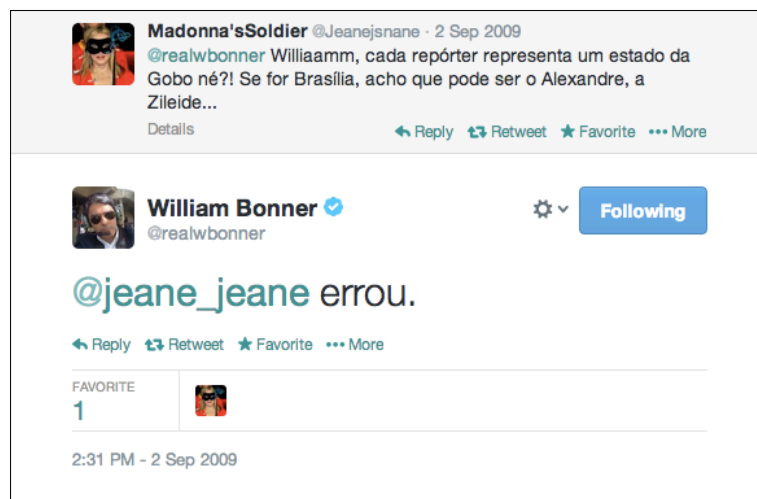 Madonna'sSoldier @Jeanejsnane · 2 Sep 2009
@realwbonner Williaamm, cada repórter representa um estado da
Gobo né?! Se for Brasília, acho que pode ser o Alexandre, a
Zileide...
Details Reply Retweet Favorite More
William Bonner Following
@realwbonner
@jeane_jeane errou.
Reply Retweet Favorite More
FAVORITE
1
2:31 PM - 2 Sep 2009